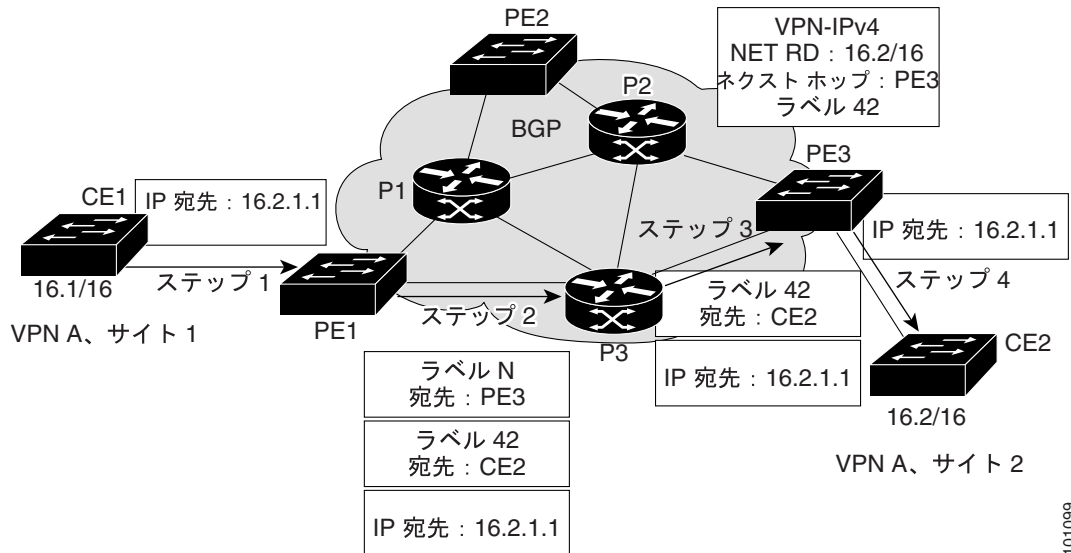 PE2
VPN-IPv4
NET RD：16.2/16
ネクスト ホップ：PE3
ラベル 42
P2
BGP
PE3
P1
CE1
IP 宛先：16.2.1.1
ステップ 3
IP 宛先：16.2.1.1
ステップ 1
16.1/16
ステップ 4
ステップ 2
ラベル 42
宛先：CE2
VPN A、サイト 1
PE1
P3
CE2
ラベル N
宛先：PE3
IP 宛先：16.2.1.1
16.2/16
ラベル 42
宛先：CE2
VPN A、サイト 2
IP 宛先：16.2.1.1
101099